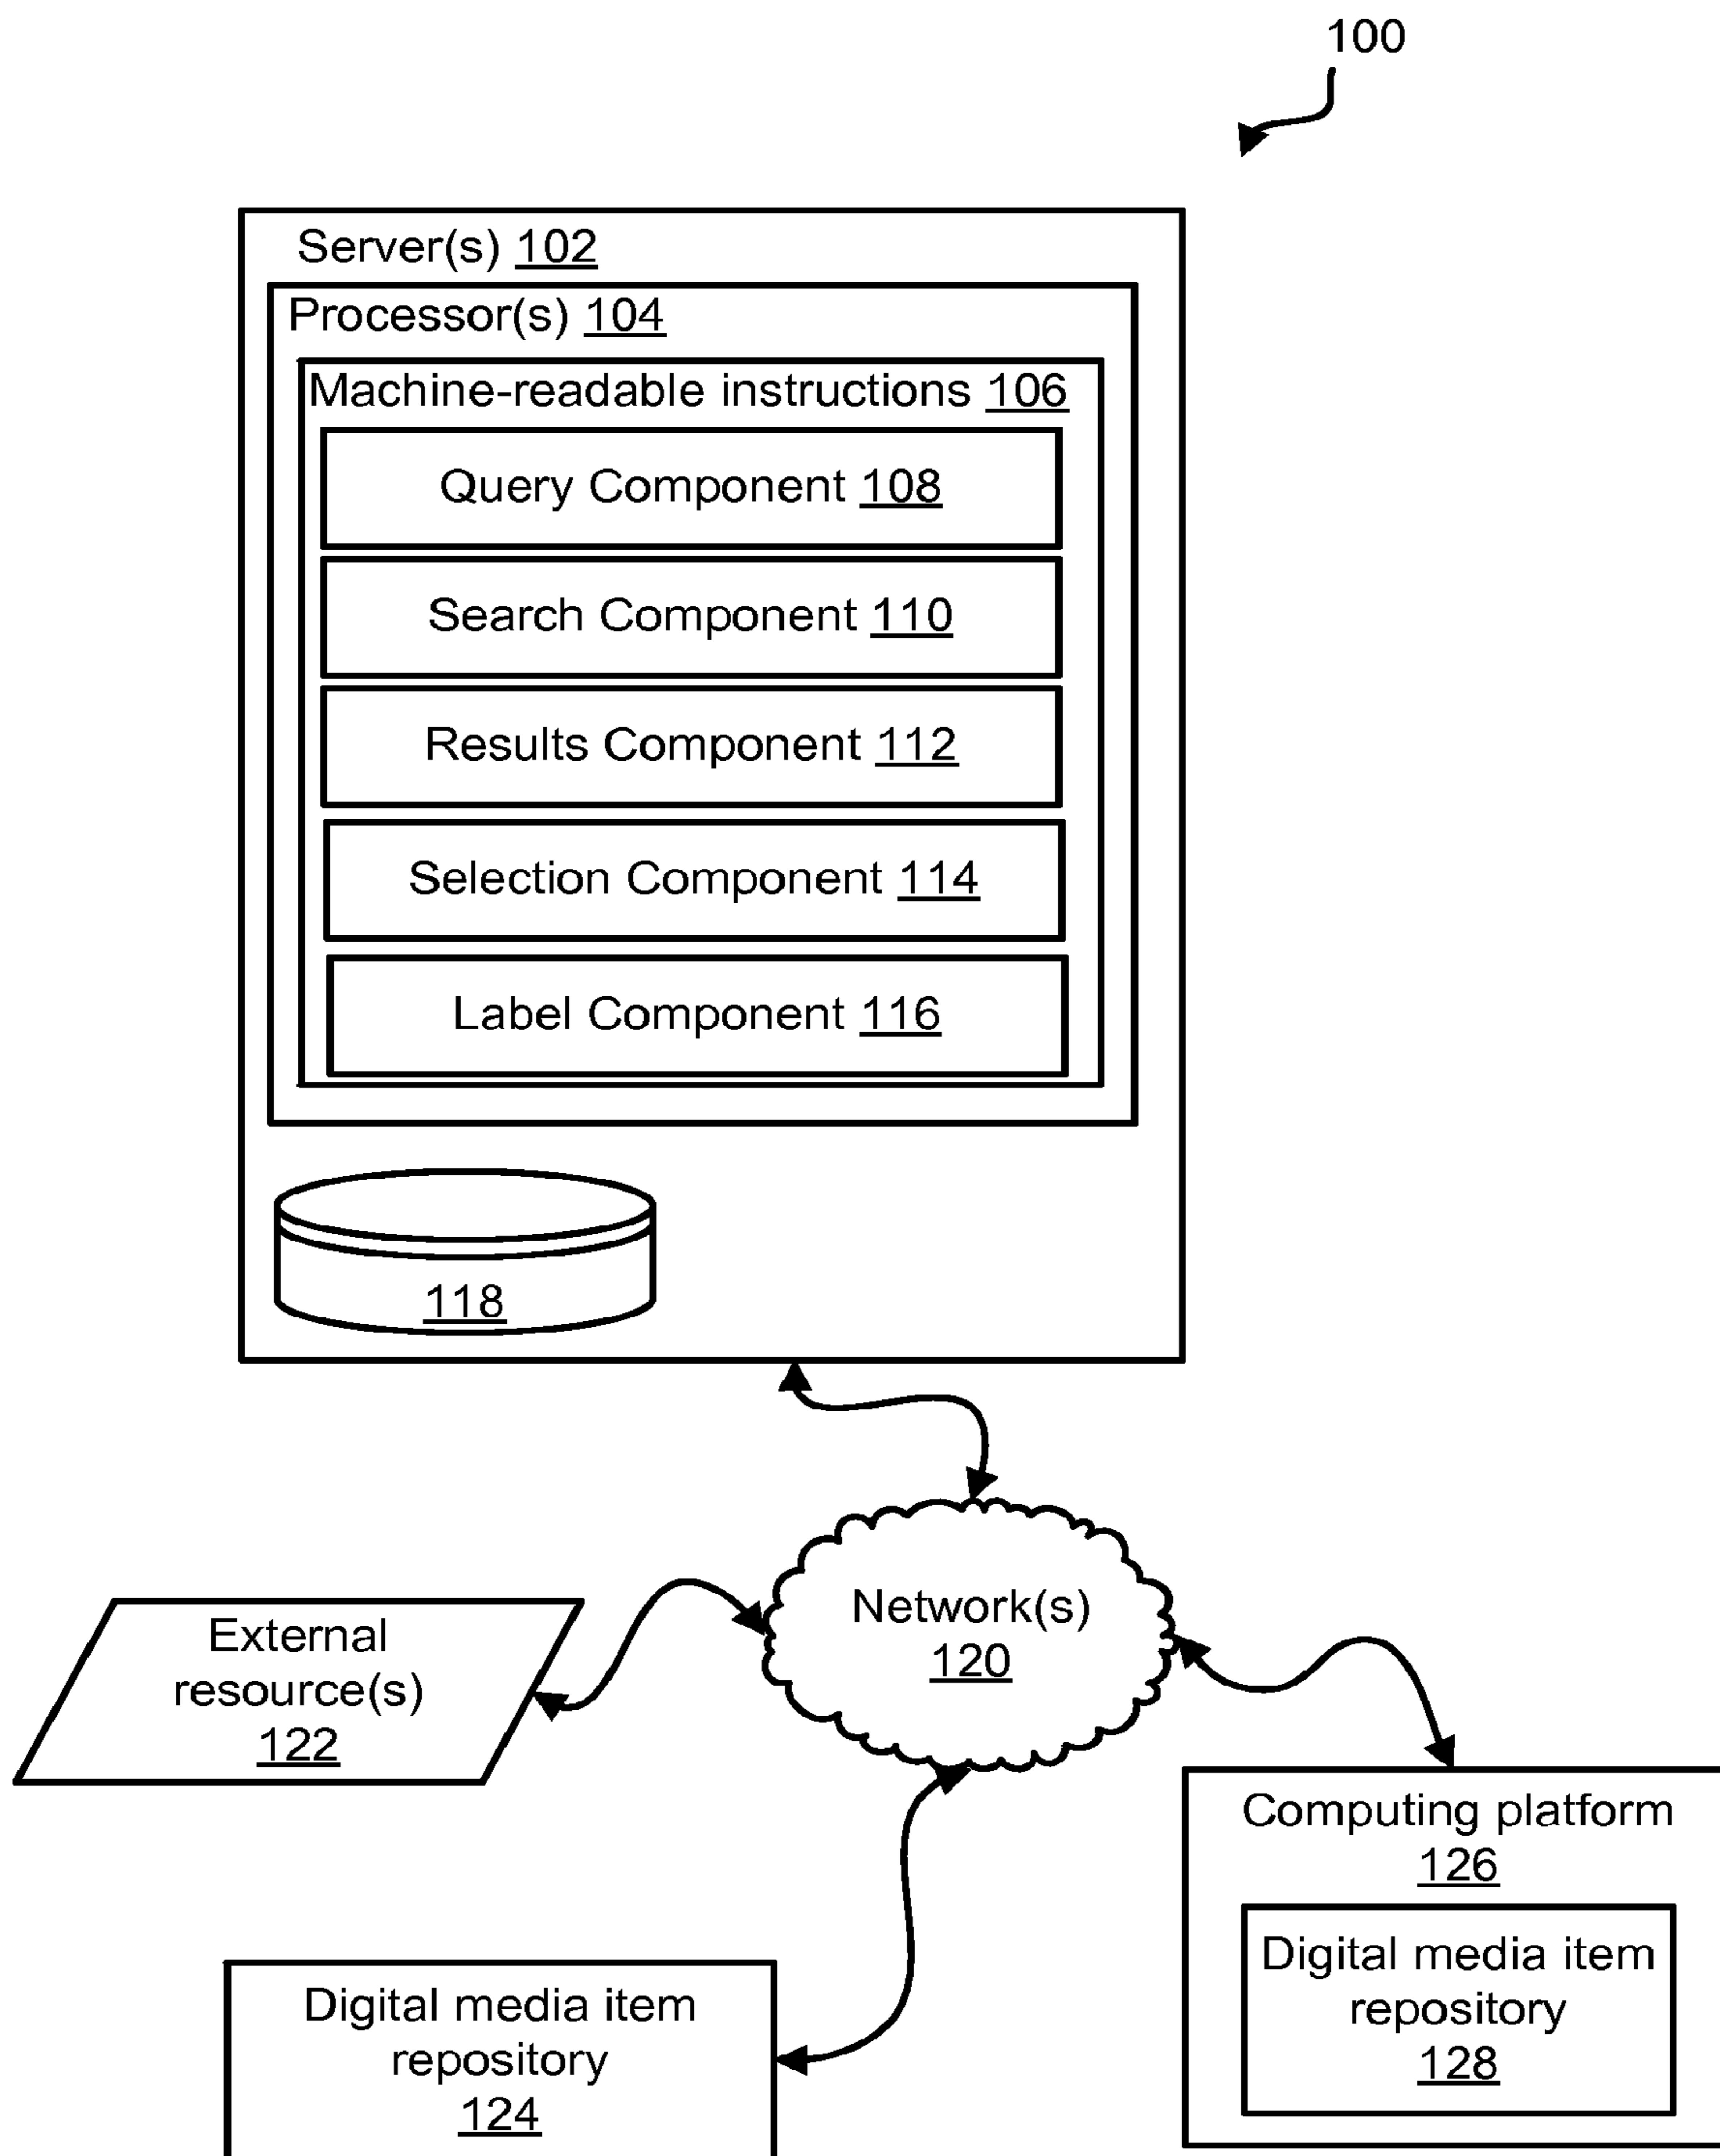 100
Server(s) 102
Processor(s) 104
Machine-readable instructions 106
Query Component 108
Search Component 110
Results Component 112
Selection Component 114
Label Component 116
118
Network(s)
120
External
resource(s)
122
Computing platform
126
Digital media item
repository
128
Digital media item
repository
124